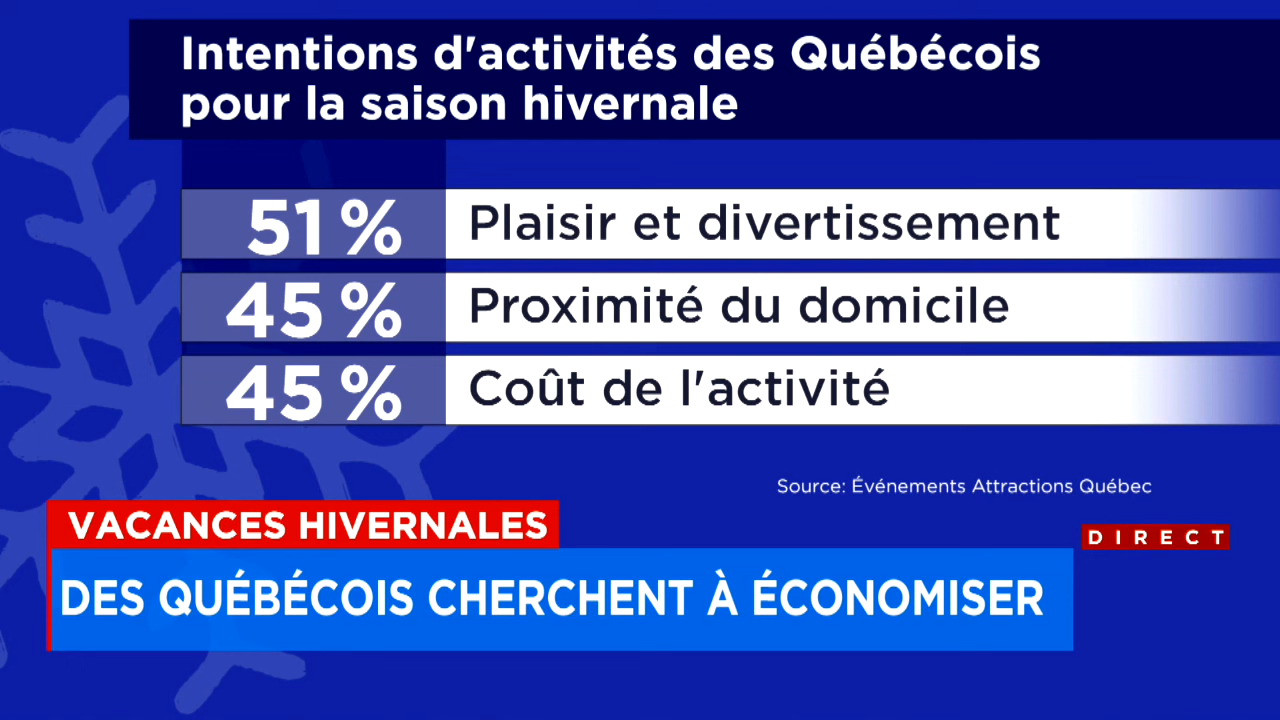 Intentions d'activités des Québécois
pour la saison hivernale
51 % Plaisir et divertissement
45 % Proximité du domicile
45 % Coût de l'activité
Source: Événements Attractions Québec
VACANCES HIVERNALES
DIRECT
DES QUÉBÉCOIS CHERCHENT À ÉCONOMISER